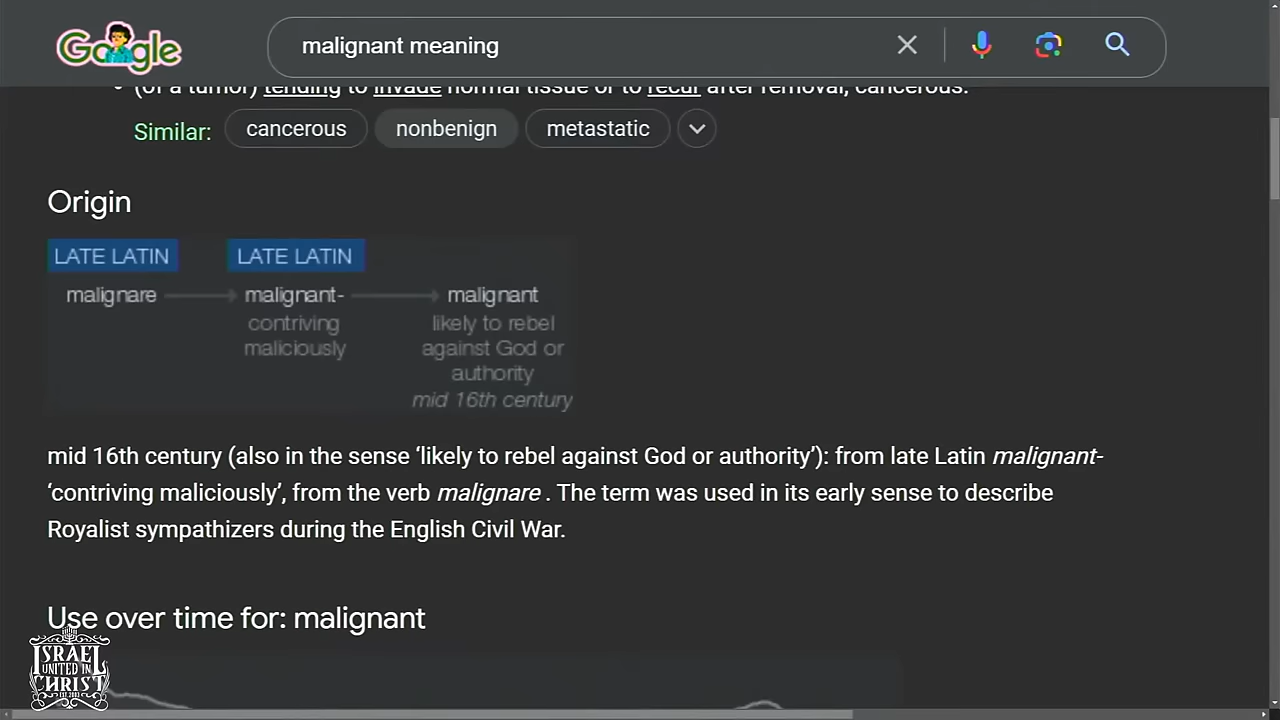 Google
malignant meaning
(of a tumor) tending to invade normal tissue or to recur after removal; cancerous.
Similar: cancerous nonbenign metastatic
Origin
LATE LATIN LATE LATIN
malignare malignant- malignant
contriving likely to rebel
maliciously against God or
authority
mid 16th century
mid 16th century (also in the sense ‘likely to rebel against God or authority’): from late Latin malignant-
‘contriving maliciously’, from the verb malignare . The term was used in its early sense to describe
Royalist sympathizers during the English Civil War.
Use over time for: malignant
ISRAEL
UNITED IN
CHRIST
EST. 2003